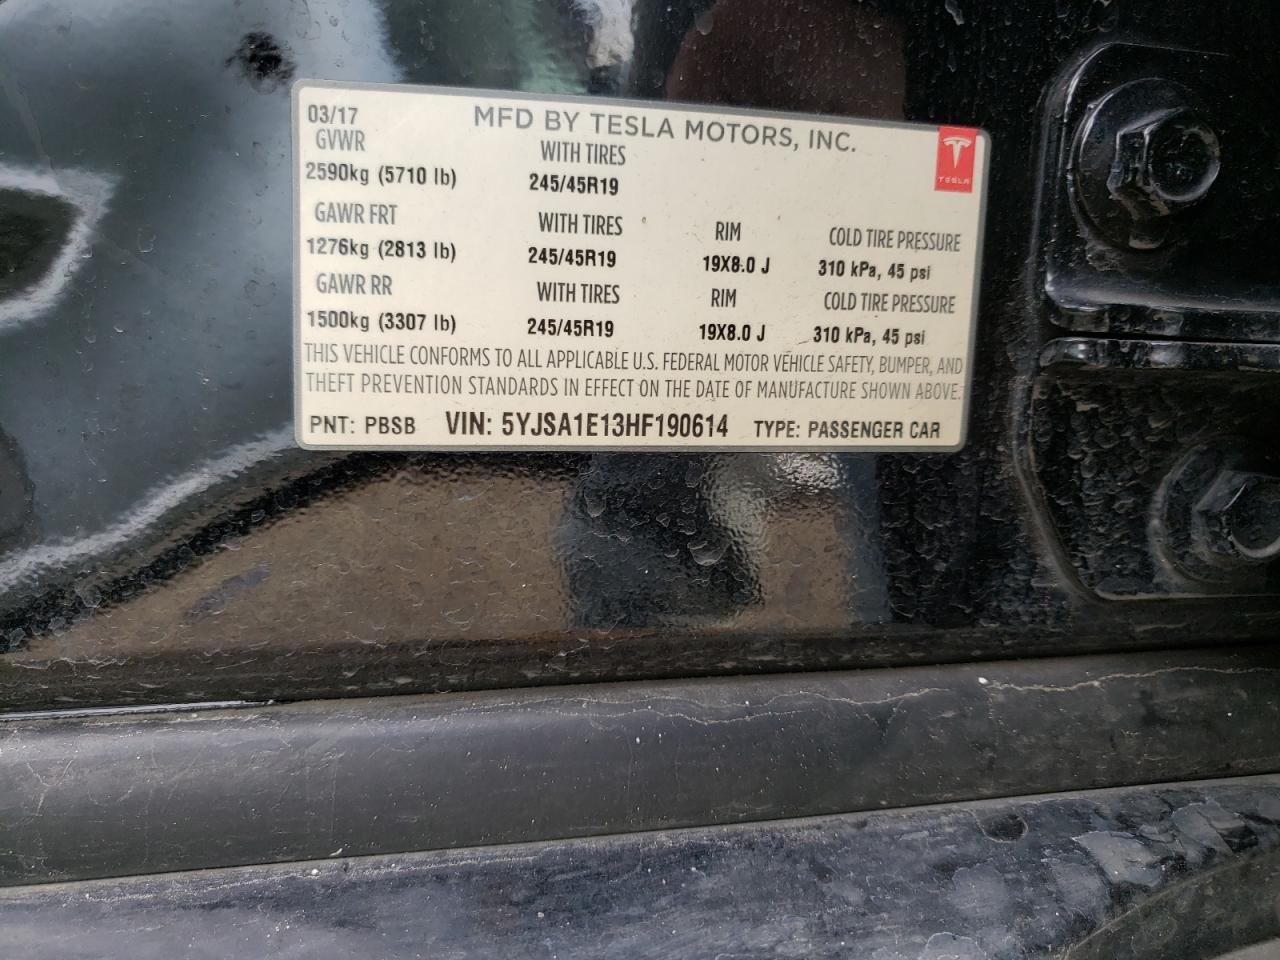 03/17 MFD BY TESLA MOTORS, INC.
GVWR WITH TIRES
2590kg (5710 lb) 245/45R19
TESLA
GAWR FRT WITH TIRES RIM COLD TIRE PRESSURE
1276kg (2813 lb) 245/45R19 19X8.0 J 310 kPa, 45 psi
GAWR RR WITH TIRES RIM COLD TIRE PRESSURE
1500kg (3307 lb) 245/45R19 19X8.0 J 310 kPa, 45 psi
THIS VEHICLE CONFORMS TO ALL APPLICABLE U.S. FEDERAL MOTOR VEHICLE SAFETY, BUMPER, AND
THEFT PREVENTION STANDARDS IN EFFECT ON THE DATE OF MANUFACTURE SHOWN ABOVE.
PNT: PBSB VIN: 5YJSA1E13HF190614 TYPE: PASSENGER CAR